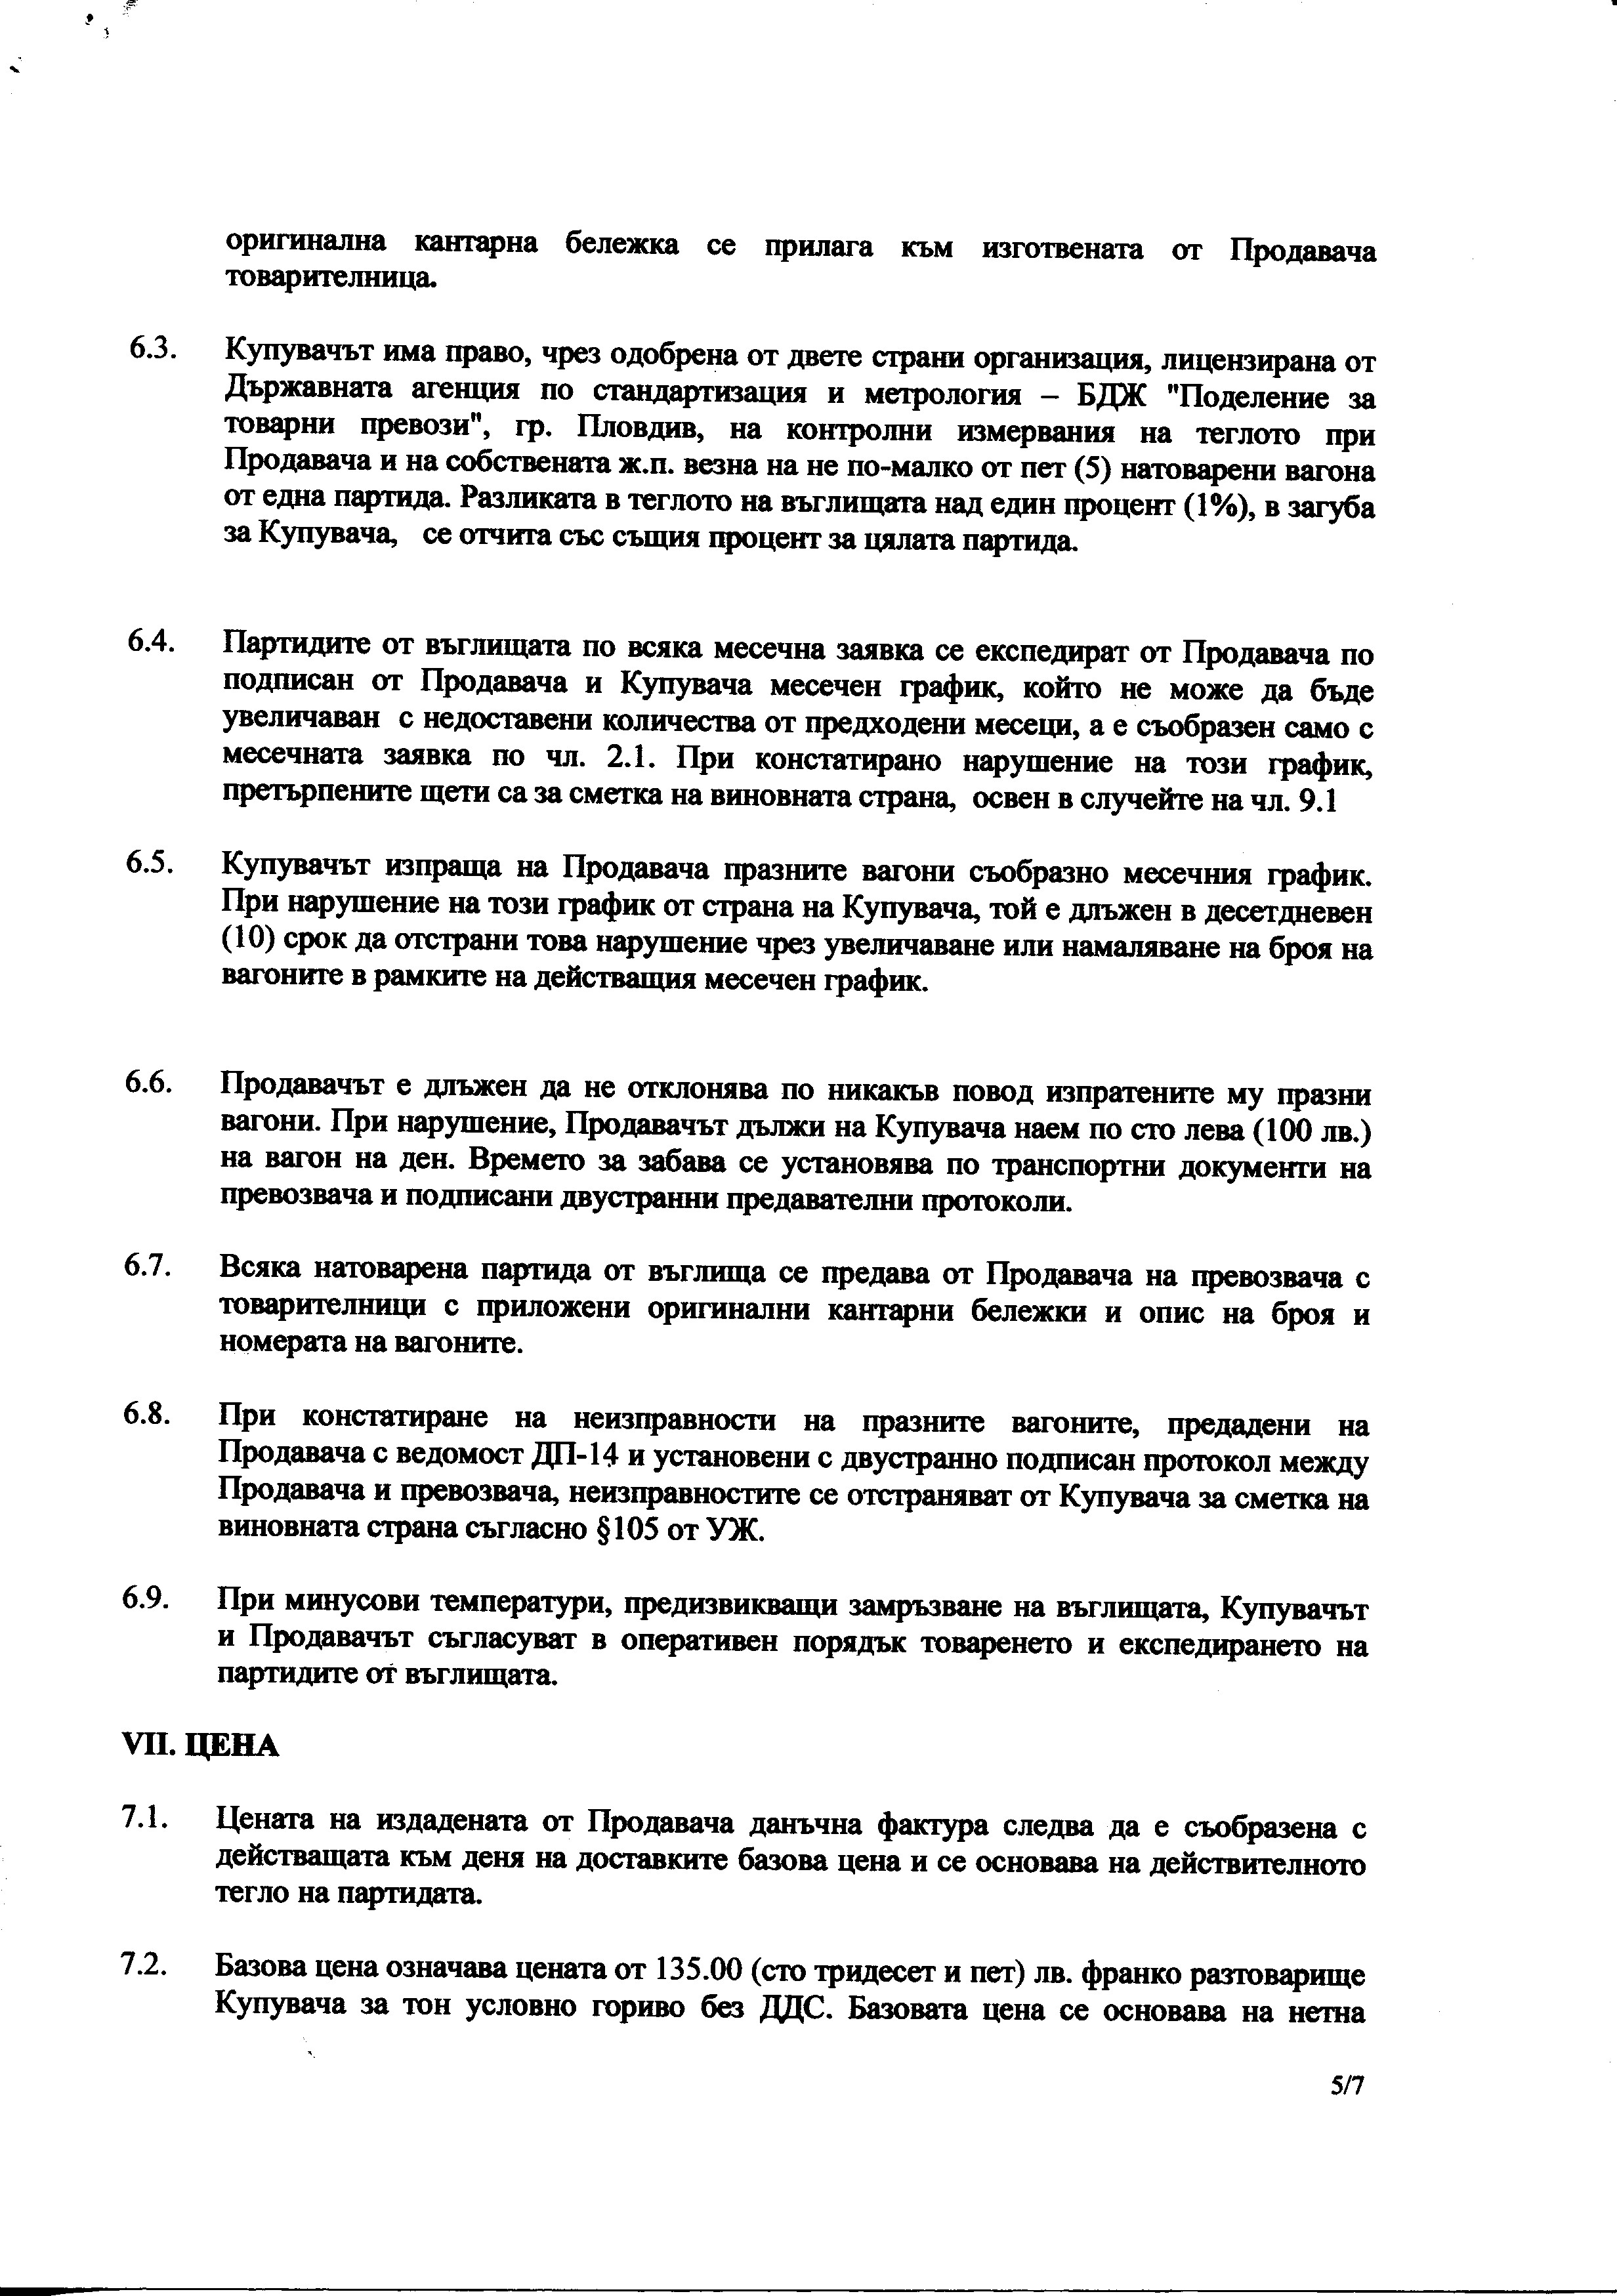 оригинална кантарна бележка се прилага към изготвената от Продавача
товарителница.
6.3. Купувачът има право, чрез одобрена от двете страни организация, лицензирана от
Държавната агенция по стандартизация и метрология – БДЖ "Поделение за
товарни превози", гр. Пловдив, на контролни измервания на теглото при
Продавача и на собствената ж.п. везна на не по-малко от пет (5) натоварени вагона
от една партида. Разликата в теглото на въглищата над един процент (1%), в загуба
за Купувача, се отчита със същия процент за цялата партида.
6.4. Партидите от въглищата по всяка месечна заявка се експедират от Продавача по
подписан от Продавача и Купувача месечен график, който не може да бъде
увеличаван с недоставени количества от предходени месеци, а е съобразен само с
месечната заявка по чл. 2.1. При констатирано нарушение на този график,
претърпените щети са за сметка на виновната страна, освен в случейте на чл. 9.1
6.5. Купувачът изпраща на Продавача празните вагони съобразно месечния график.
При нарушение на този график от страна на Купувача, той е длъжен в десетдневен
(10) срок да отстрани това нарушение чрез увеличаване или намаляване на броя на
вагоните в рамките на действащия месечен график.
6.6. Продавачът е длъжен да не отклонява по никакъв повод изпратените му празни
вагони. При нарушение, Продавачът дължи на Купувача наем по сто лева (100 лв.)
на вагон на ден. Времето за забава се установява по транспортни документи на
превозвача и подписани двустранни предавателни протоколи.
6.7. Всяка натоварена партида от въглища се предава от Продавача на превозвача с
товарителници с приложени оригинални кантарни бележки и опис на броя и
номерата на вагоните.
6.8. При констатиране на неизправности на празните вагоните, предадени на
Продавача с ведомост ДП-14 и установени с двустранно подписан протокол между
Продавача и превозвача, неизправностите се отстраняват от Купувача за сметка на
виновната страна съгласно §105 от УЖ.
6.9. При минусови температури, предизвикващи замръзване на въглищата, Купувачът
и Продавачът съгласуват в оперативен порядък товаренето и експедирането на
партидите от въглищата.
VII. ЦЕНА
7.1. Цената на издадената от Продавача данъчна фактура следва да е съобразена с
действащата към деня на доставките базова цена и се основава на действителното
тегло на партидата.
7.2. Базова цена означава цената от 135.00 (сто тридесет и пет) лв. франко разтоварище
Купувача за тон условно гориво без ДДС. Базовата цена се основава на нетна
5/7